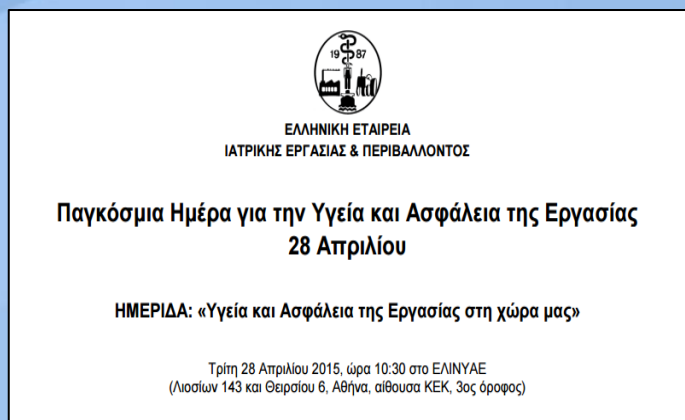 19 87
ΕΛΛΗΝΙΚΗ ΕΤΑΙΡΕΙΑ
ΙΑΤΡΙΚΗΣ ΕΡΓΑΣΙΑΣ & ΠΕΡΙΒΑΛΛΟΝΤΟΣ
Παγκόσμια Ημέρα για την Υγεία και Ασφάλεια της Εργασίας
28 Απριλίου
ΗΜΕΡΙΔΑ: «Υγεία και Ασφάλεια της Εργασίας στη χώρα μας»
Τρίτη 28 Απριλίου 2015, ώρα 10:30 στο ΕΛΙΝΥΑΕ
(Λιοσίων 143 και Θειρσίου 6, Αθήνα, αίθουσα ΚΕΚ, 3ος όροφος)